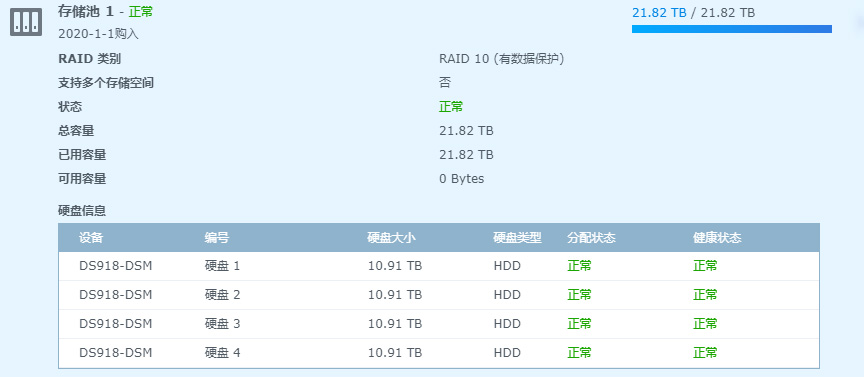 存储池 1 - 正常
21.82 TB / 21.82 TB
2020-1-1购入
RAID 类别 RAID 10 (有数据保护)
支持多个存储空间 否
状态 正常
总容量 21.82 TB
已用容量 21.82 TB
可用容量 0 Bytes
硬盘信息
设备 编号 硬盘大小 硬盘类型 分配状态 健康状态
DS918-DSM 硬盘 1 10.91 TB HDD 正常 正常
DS918-DSM 硬盘 2 10.91 TB HDD 正常 正常
DS918-DSM 硬盘 3 10.91 TB HDD 正常 正常
DS918-DSM 硬盘 4 10.91 TB HDD 正常 正常